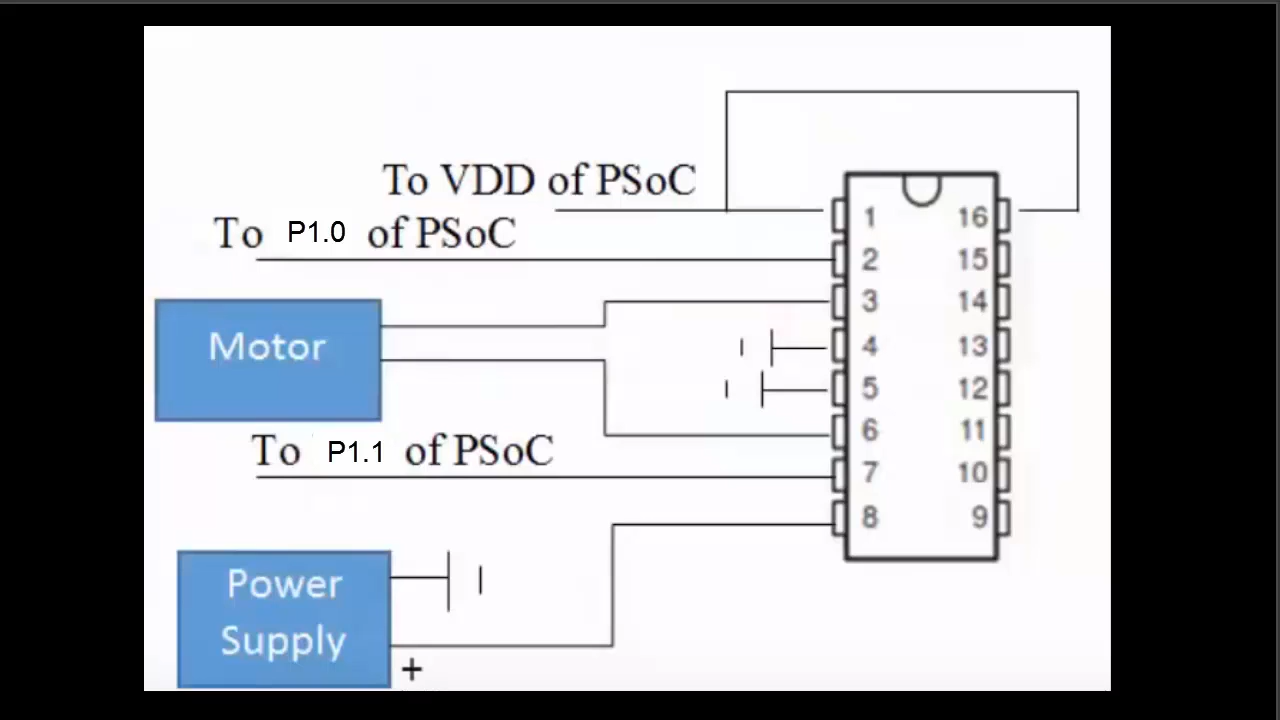 To VDD of PSoC
To P1.0 of PSoC
Motor
To P1.1 of PSoC
Power
Supply
+
1 16
2 15
3 14
4 13
5 12
6 11
7 10
8 9